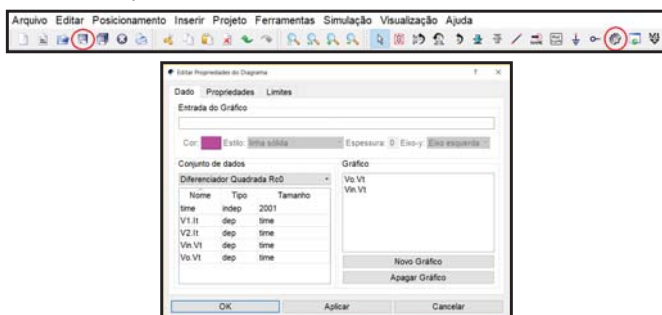 Arquivo Editar Posicionamento Inserir Projeto Ferramentas Simulação Visualização Ajuda
Editar Propriedades do Diagrama ? ×
Dado Propriedades Limites
Entrada do Gráfico
Cor: Estilo: linha sólida Espessura: 0 Eixo-y: Eixo esquerda
Conjunto de dados Gráfico
Diferenciador Quadrada Rc0 Vo.Vt
Nome Tipo Tamanho Vin.Vt
time indep 2001
V1.It dep time
V2.It dep time
Vin.Vt dep time
Vo.Vt dep time
Novo Gráfico
Apagar Gráfico
OK Aplicar Cancelar